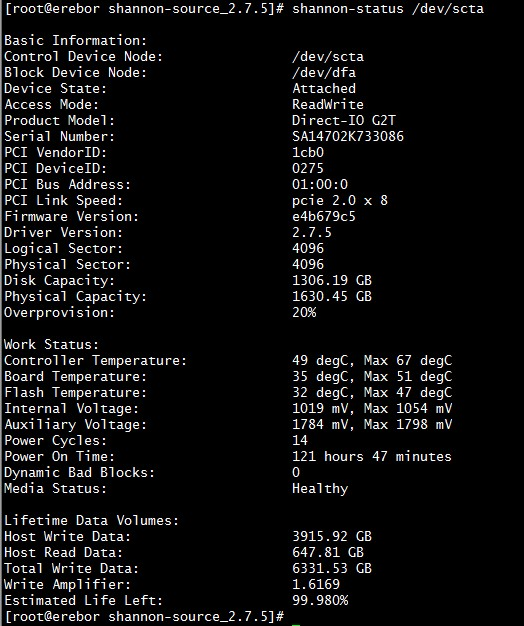 [root@erebor shannon-source_2.7.5]# shannon-status /dev/scta
Basic Information:
Control Device Node: /dev/scta
Block Device Node: /dev/dfa
Device State: Attached
Access Mode: ReadWrite
Product Model: Direct-IO G2T
Serial Number: SA14702K733086
PCI VendorID: 1cb0
PCI DeviceID: 0275
PCI Bus Address: 01:00:0
PCI Link Speed: pcie 2.0 x 8
Firmware Version: e4b679c5
Driver Version: 2.7.5
Logical Sector: 4096
Physical Sector: 4096
Disk Capacity: 1306.19 GB
Physical Capacity: 1630.45 GB
Overprovision: 20%
Work Status:
Controller Temperature: 49 degC, Max 67 degC
Board Temperature: 35 degC, Max 51 degC
Flash Temperature: 32 degC, Max 47 degC
Internal Voltage: 1019 mV, Max 1054 mV
Auxiliary Voltage: 1784 mV, Max 1798 mV
Power Cycles: 14
Power On Time: 121 hours 47 minutes
Dynamic Bad Blocks: 0
Media Status: Healthy
Lifetime Data Volumes:
Host Write Data: 3915.92 GB
Host Read Data: 647.81 GB
Total Write Data: 6331.53 GB
Write Amplifier: 1.6169
Estimated Life Left: 99.980%
[root@erebor shannon-source_2.7.5]#